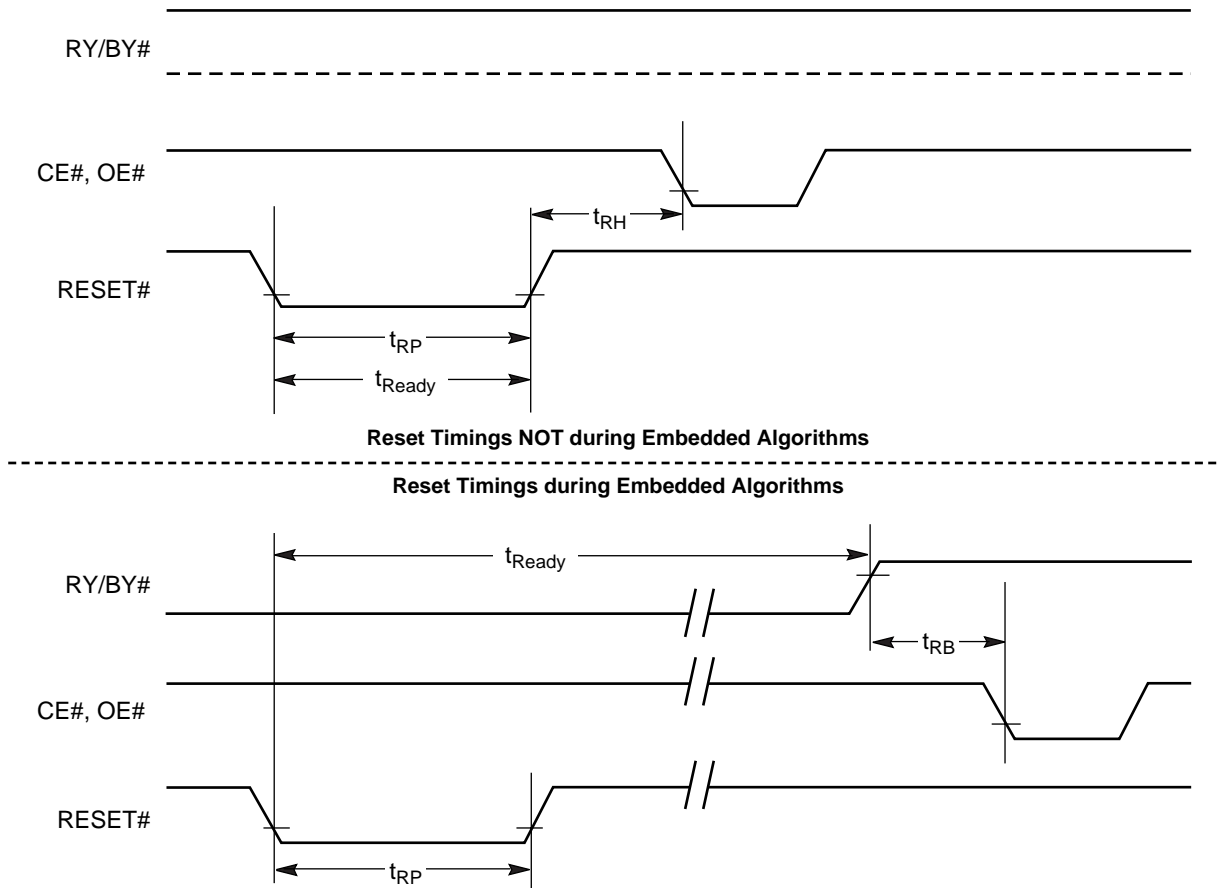 RY/BY#
CE#, OE#
tRH
RESET#
tRP
tReady
Reset Timings NOT during Embedded Algorithms
Reset Timings during Embedded Algorithms
tReady
RY/BY#
tRB
CE#, OE#
RESET#
tRP